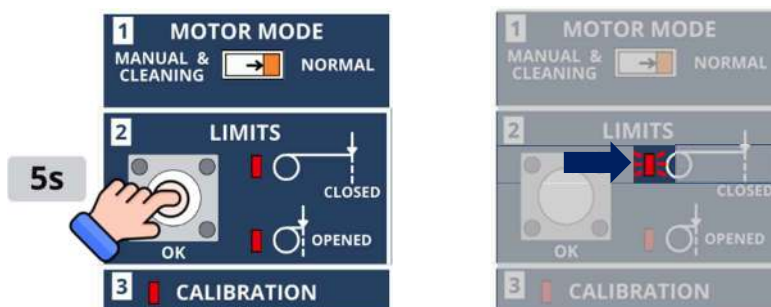 1 MOTOR MODE
MANUAL &
CLEANING
NORMAL
2 LIMITS
5s
CLOSED
OPENED
OK
3 CALIBRATION
1 MOTOR MODE
MANUAL &
CLEANING
NORMAL
2 LIMITS
CLOSED
OPENED
OK
3 CALIBRATION